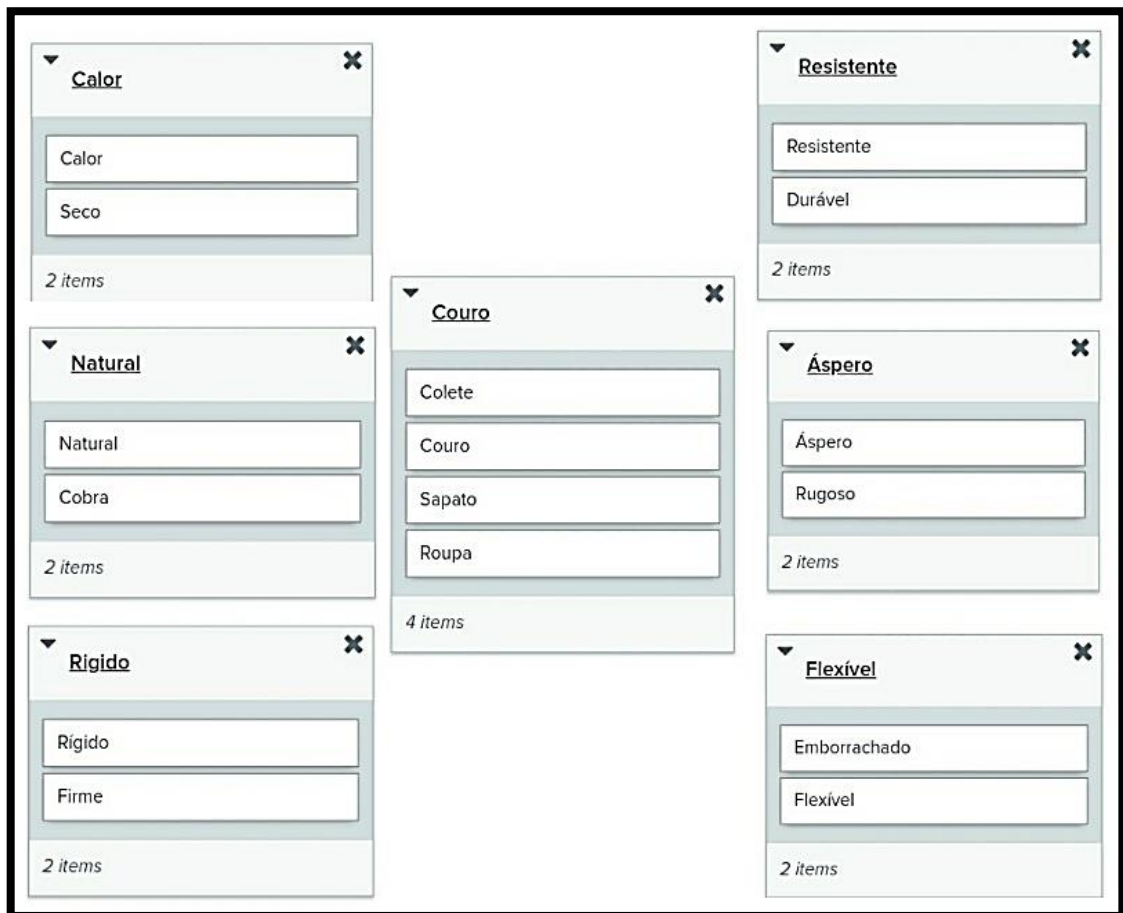 Calor
Calor
Seco
2 items
Natural
Natural
Cobra
2 items
Rigido
Rígido
Firme
2 items
Couro
Colete
Couro
Sapato
Roupa
4 items
Resistente
Resistente
Durável
2 items
Áspero
Áspero
Rugoso
2 items
Flexível
Emborrachado
Flexível
2 items